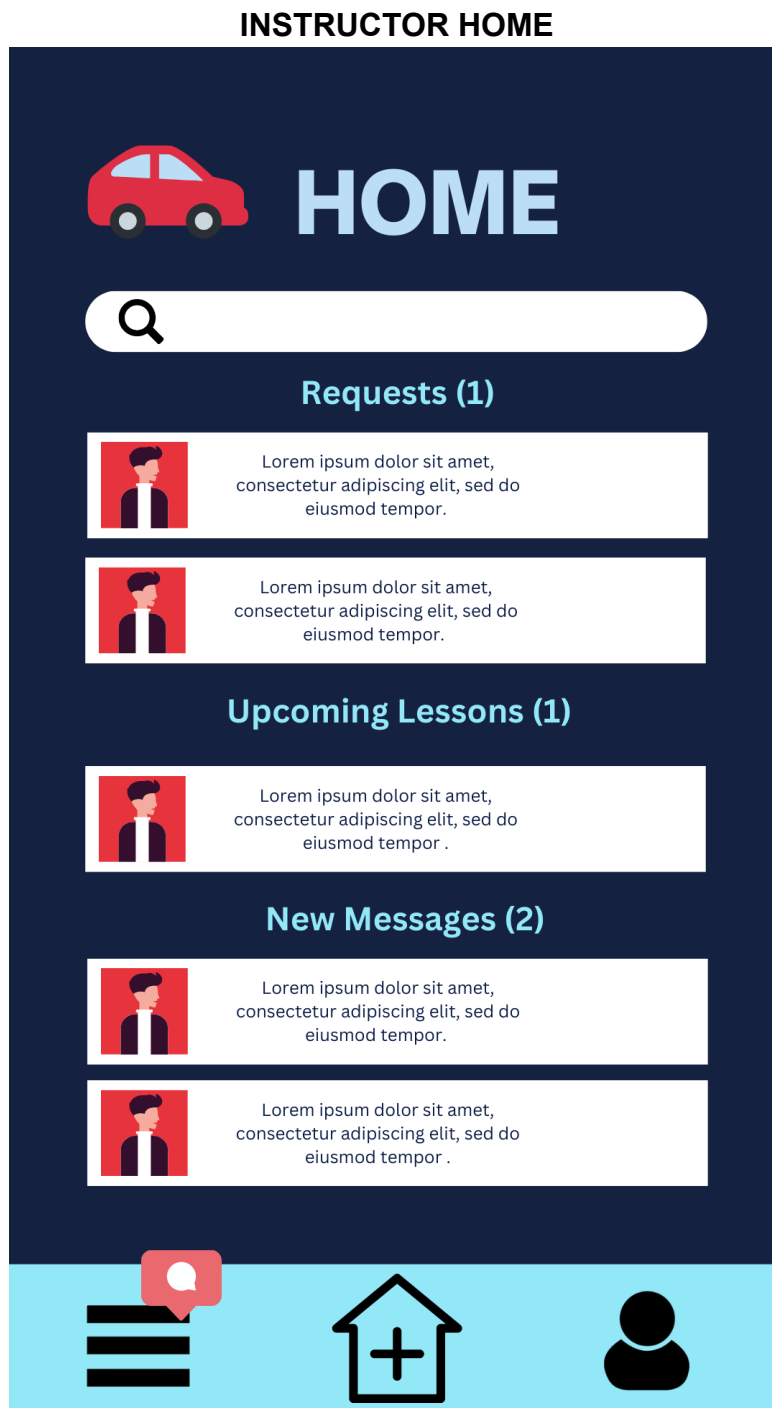 INSTRUCTOR HOME
HOME
Requests (1)
Lorem ipsum dolor sit amet,
consectetur adipiscing elit, sed do
eiusmod tempor.
Lorem ipsum dolor sit amet,
consectetur adipiscing elit, sed do
eiusmod tempor.
Upcoming Lessons (1)
Lorem ipsum dolor sit amet,
consectetur adipiscing elit, sed do
eiusmod tempor .
New Messages (2)
Lorem ipsum dolor sit amet,
consectetur adipiscing elit, sed do
eiusmod tempor.
Lorem ipsum dolor sit amet,
consectetur adipiscing elit, sed do
eiusmod tempor .